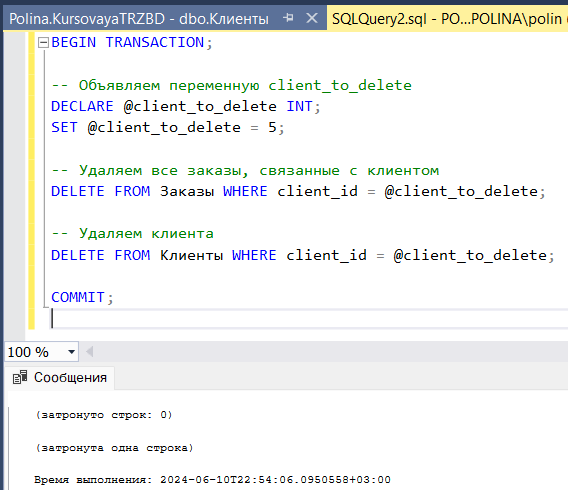 Polina.KursovayaTRZBD - dbo.Клиенты
SQLQuery2.sql - PO...POLINA\polin
BEGIN TRANSACTION;
-- Объявляем переменную client_to_delete
DECLARE @client_to_delete INT;
SET @client_to_delete = 5;
-- Удаляем все заказы, связанные с клиентом
DELETE FROM Заказы WHERE client_id = @client_to_delete;
-- Удаляем клиента
DELETE FROM Клиенты WHERE client_id = @client_to_delete;
COMMIT;
100 %
Сообщения
(затронуто строк: 0)
(затронута одна строка)
Время выполнения: 2024-06-10T22:54:06.0950558+03:00